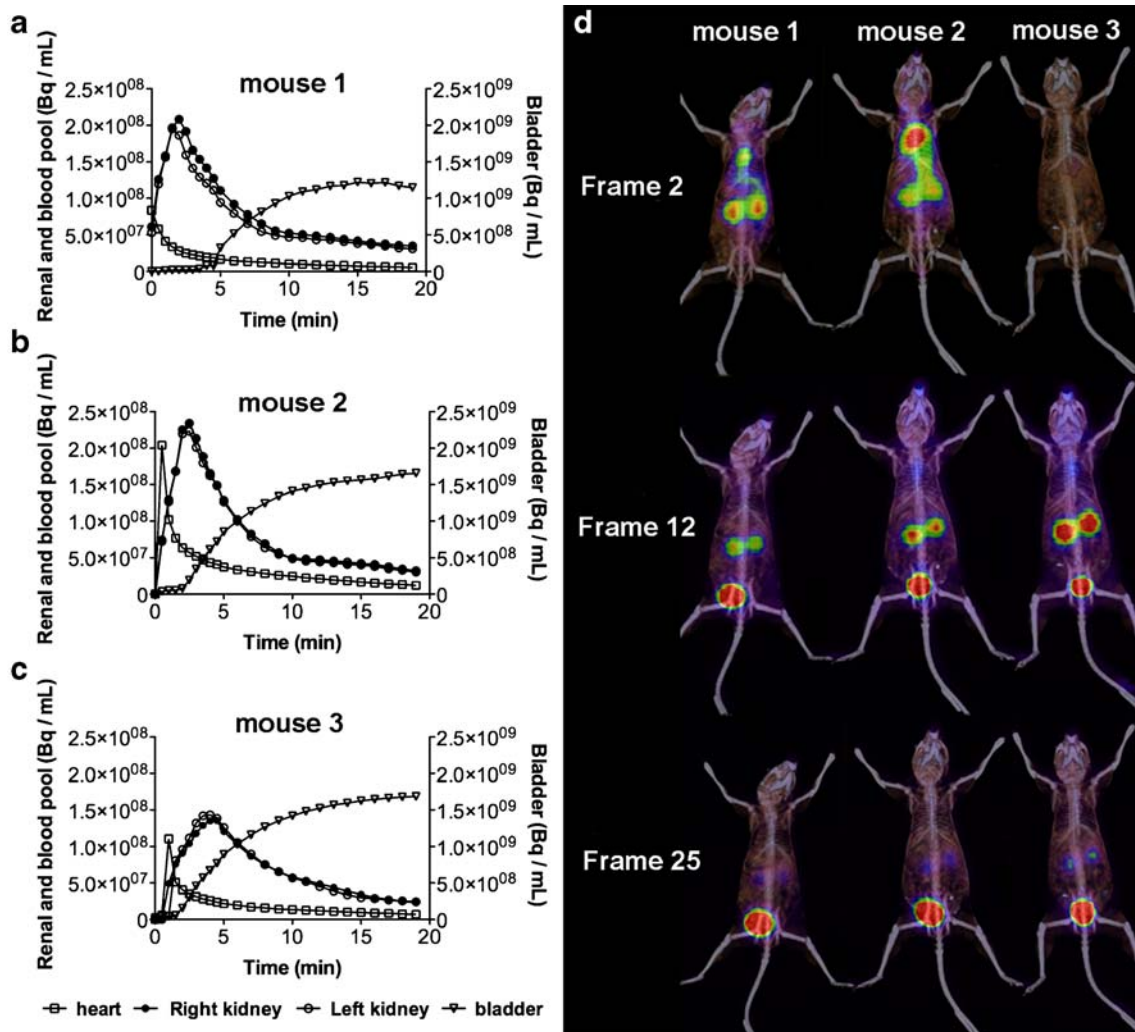 a
mouse 1
Renal and blood pool (Bq / mL)
2.5×10⁰⁸
2.0×10⁰⁸
1.5×10⁰⁸
1.0×10⁰⁸
5.0×10⁰⁷
2.5×10⁰⁹
2.0×10⁰⁹
1.5×10⁰⁹
1.0×10⁰⁹
5.0×10⁰⁸
0
Bladder (Bq / mL)
0 5 10 15 20
Time (min)
b
mouse 2
Renal and blood pool (Bq / mL)
2.5×10⁰⁸
2.0×10⁰⁸
1.5×10⁰⁸
1.0×10⁰⁸
5.0×10⁰⁷
2.5×10⁰⁹
2.0×10⁰⁹
1.5×10⁰⁹
1.0×10⁰⁹
5.0×10⁰⁸
0
Bladder (Bq / mL)
0 5 10 15 20
Time (min)
c
mouse 3
Renal and blood pool (Bq / mL)
2.5×10⁰⁸
2.0×10⁰⁸
1.5×10⁰⁸
1.0×10⁰⁸
5.0×10⁰⁷
2.5×10⁰⁹
2.0×10⁰⁹
1.5×10⁰⁹
1.0×10⁰⁹
5.0×10⁰⁸
0
Bladder (Bq / mL)
0 5 10 15 20
Time (min)
heart Right kidney Left kidney bladder
d
mouse 1 mouse 2 mouse 3
Frame 2
Frame 12
Frame 25